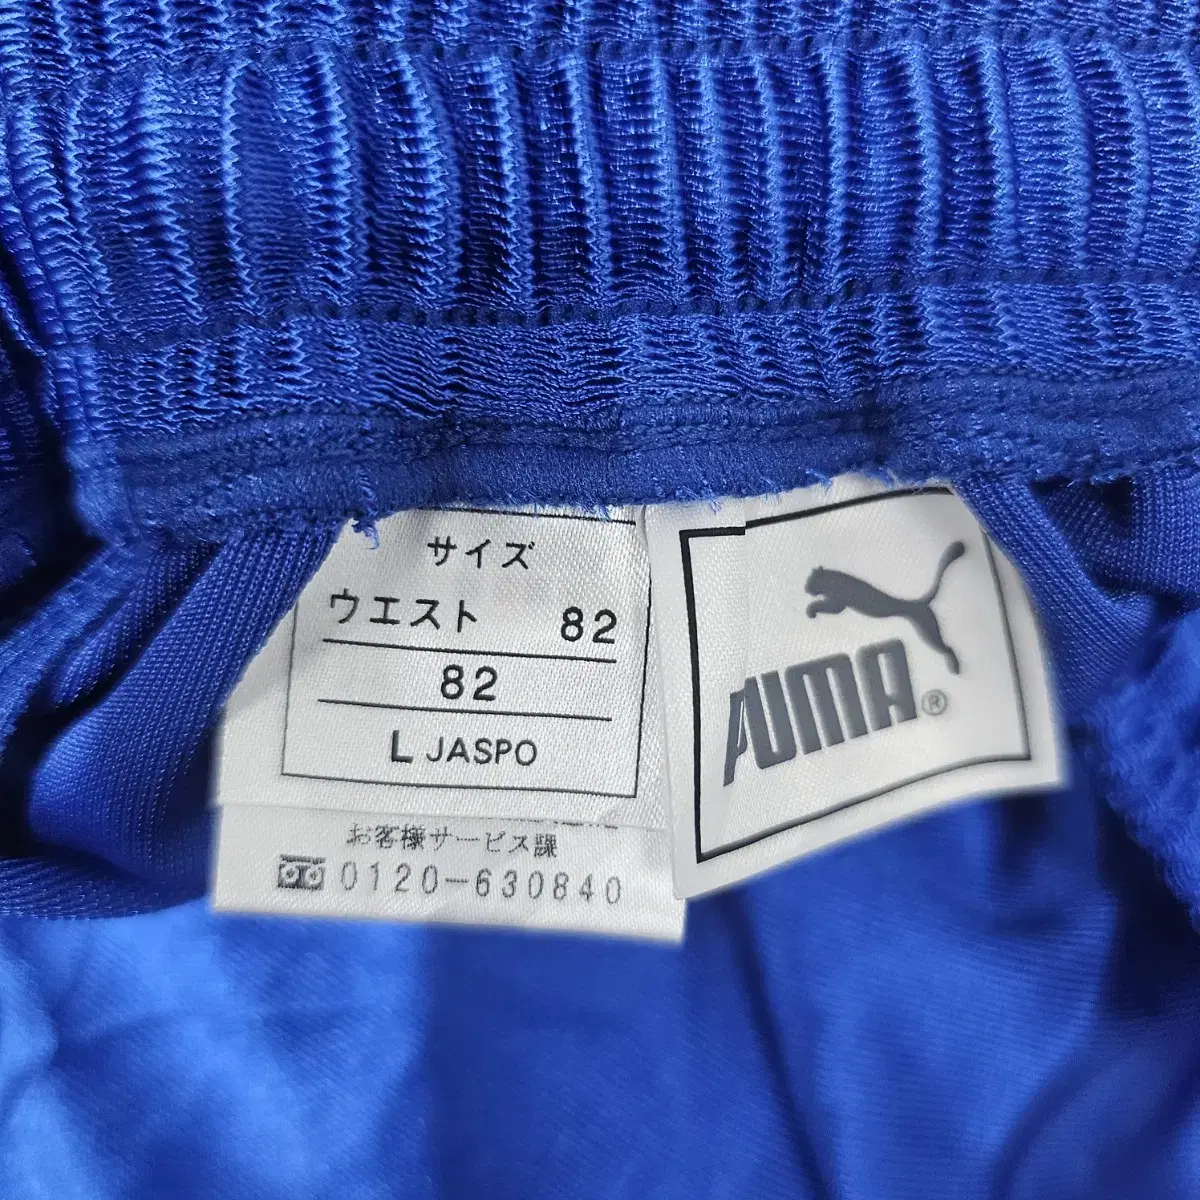 サイズ
ウエスト 82
82
L JASPO
お客様サービス課
0120-630840
PUMA®